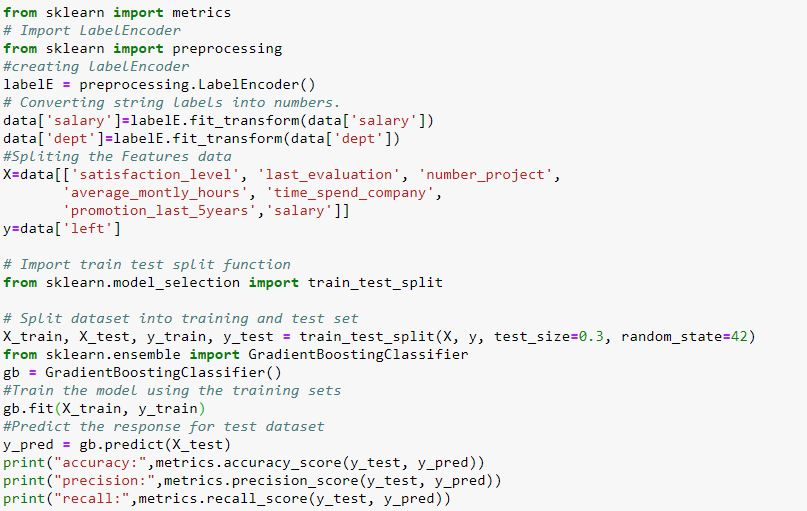 from sklearn import metrics
# Import LabelEncoder
from sklearn import preprocessing
#creating labelEncoder
labelE = preprocessing.LabelEncoder()
# Converting string labels into numbers.
data['salary']=labelE.fit_transform(data['salary'])
data['dept']=labelE.fit_transform(data['dept'])
#Spliting the Features data
X=data[['satisfaction_level', 'last_evaluation', 'number_project',
       'average_montly_hours', 'time_spend_company',
       'promotion_last_5years','salary']]
y=data['left']

# Import train test split function
from sklearn.model_selection import train_test_split

# Split dataset into training and test set
X_train, X_test, y_train, y_test = train_test_split(X, y, test_size=0.3, random_state=42)
from sklearn.ensemble import GradientBoostingClassifier
gb = GradientBoostingClassifier()
#Train the model using the training sets
gb.fit(X_train, y_train)
#Predict the response for test dataset
y_pred = gb.predict(X_test)
print("accuracy:",metrics.accuracy_score(y_test, y_pred))
print("precision:",metrics.precision_score(y_test, y_pred))
print("recall:",metrics.recall_score(y_test, y_pred))